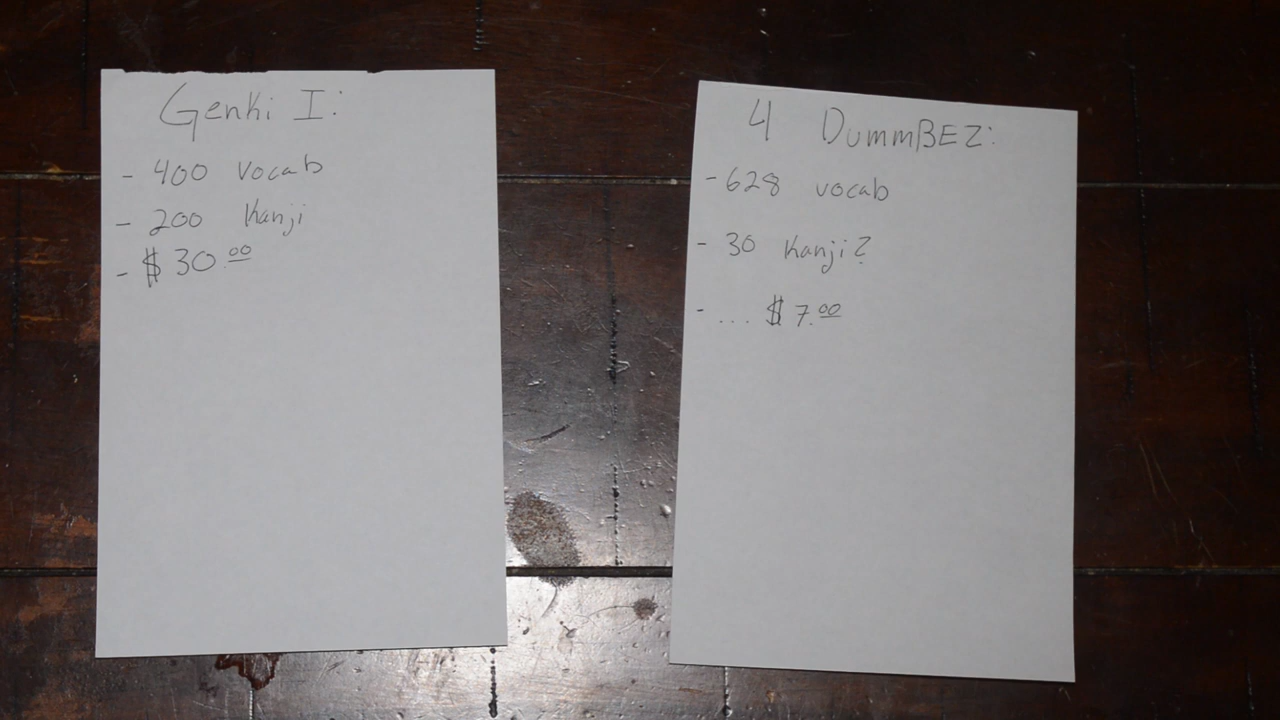 Genki I:
- 400 vocab
- 200 Kanji
- $30.00
4 DummBEZ:
- 628 vocab
- 30 Kanji?
- ... $7.00